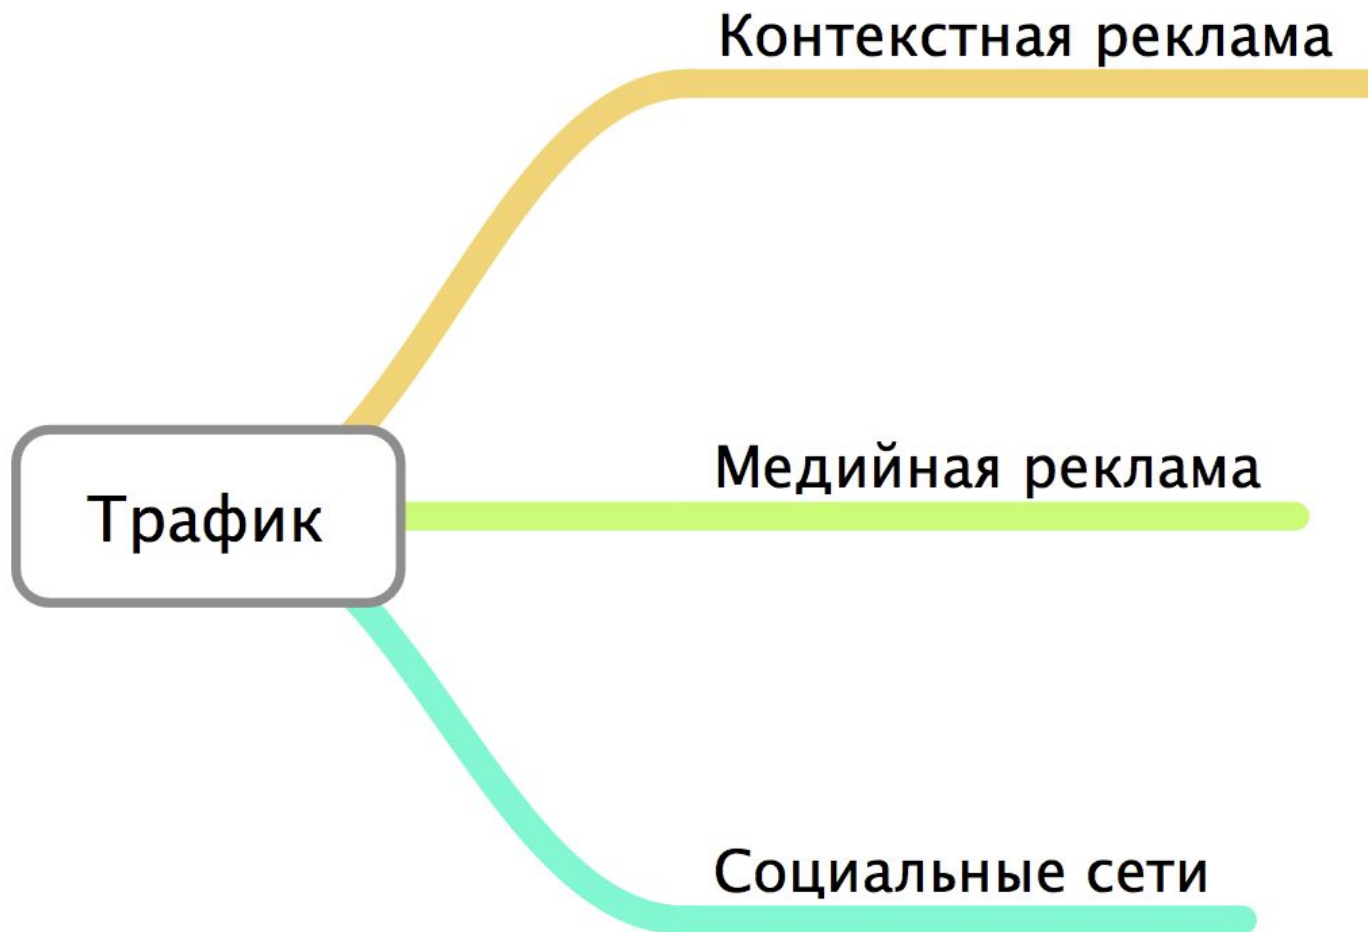 Контекстная реклама
Медийная реклама
Трафик
Социальные сети